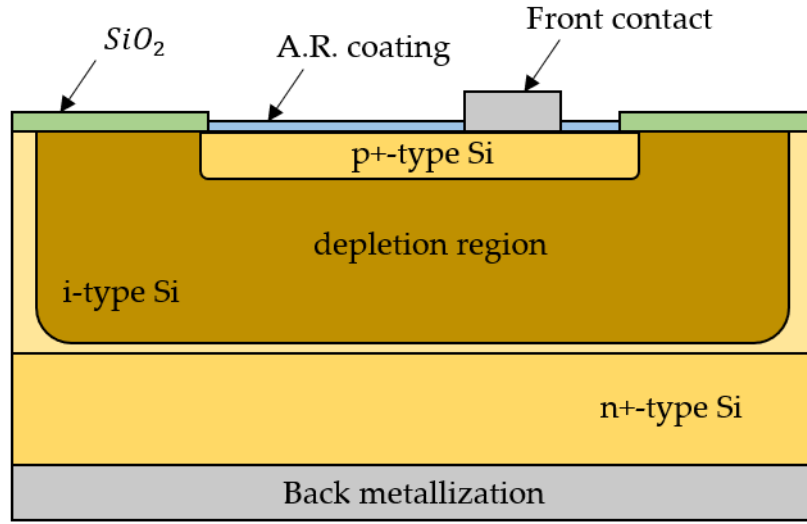 Front contact
SiO₂
A.R. coating
p+-type Si
depletion region
i-type Si
n+-type Si
Back metallization